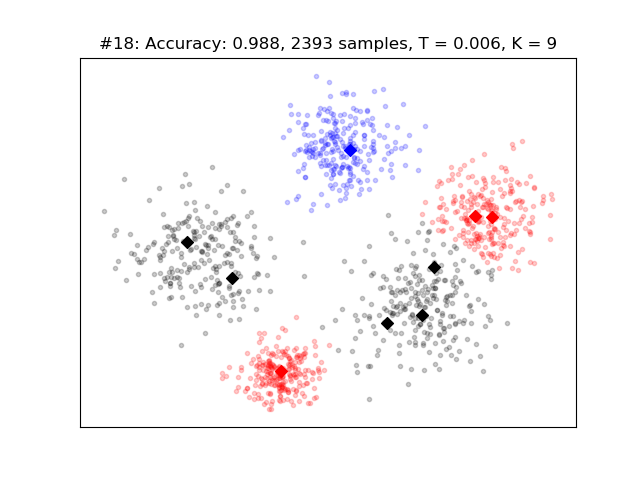 #18: Accuracy: 0.988, 2393 samples, T = 0.006, K = 9